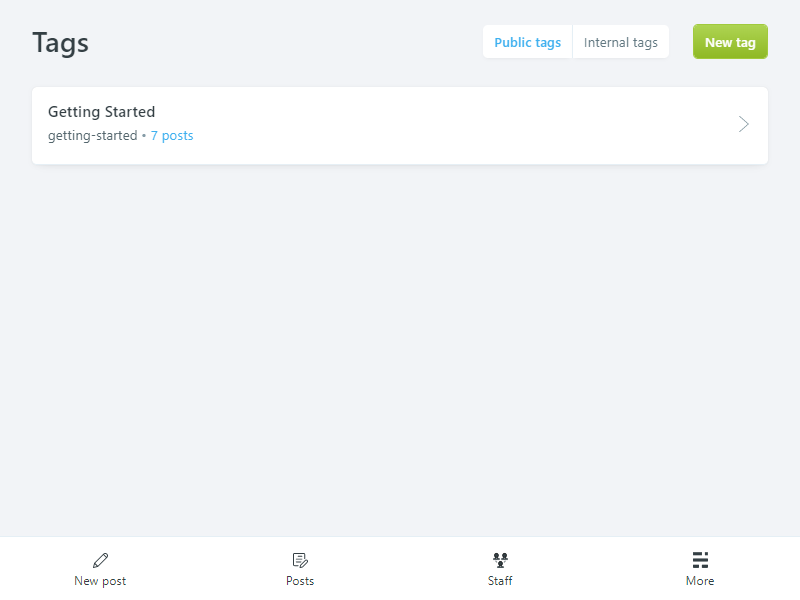 Tags
Public tags
Internal tags
New tag
Getting Started
getting-started • 7 posts
New post
Posts
Staff
More